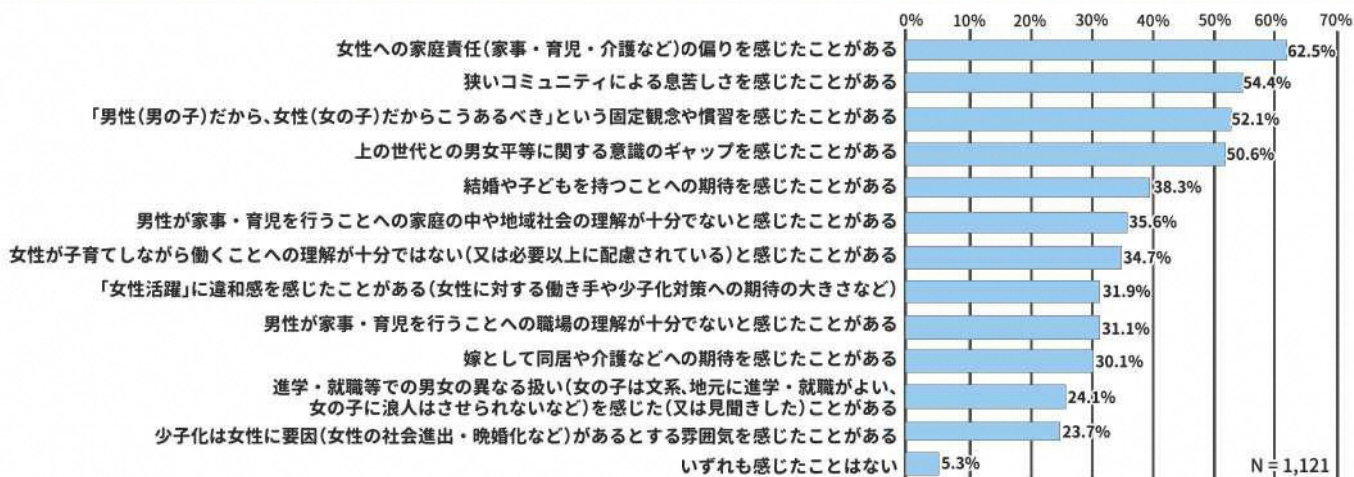 0% 10% 20% 30% 40% 50% 60% 70%
女性への家庭責任(家事・育児・介護など)の偏りを感じたことがある 62.5%
狭いコミュニティによる息苦しさを感じたことがある 54.4%
「男性(男の子)だから、女性(女の子)だからこうあるべき」という固定観念や慣習を感じたことがある 52.1%
上の世代との男女平等に関する意識のギャップを感じたことがある 50.6%
結婚や子どもを持つことへの期待を感じたことがある 38.3%
男性が家事・育児を行うことへの家庭の中や地域社会の理解が十分でないと感じたことがある 35.6%
女性が子育てしながら働くことへの理解が十分ではない(又は必要以上に配慮されている)と感じたことがある 34.7%
「女性活躍」に違和感を感じたことがある(女性に対する働き手や少子化対策への期待の大きさなど) 31.9%
男性が家事・育児を行うことへの職場の理解が十分でないと感じたことがある 31.1%
嫁として同居や介護などへの期待を感じたことがある 30.1%
進学・就職等での男女の異なる扱い(女の子は文系、地元に進学・就職がよい、
女の子に浪人はさせられないなど)を感じた(又は見聞きした)ことがある 24.1%
少子化は女性に要因(女性の社会進出・晩婚化など)があるとする雰囲気を感じたことがある 23.7%
いずれも感じたことはない 5.3%
N = 1,121